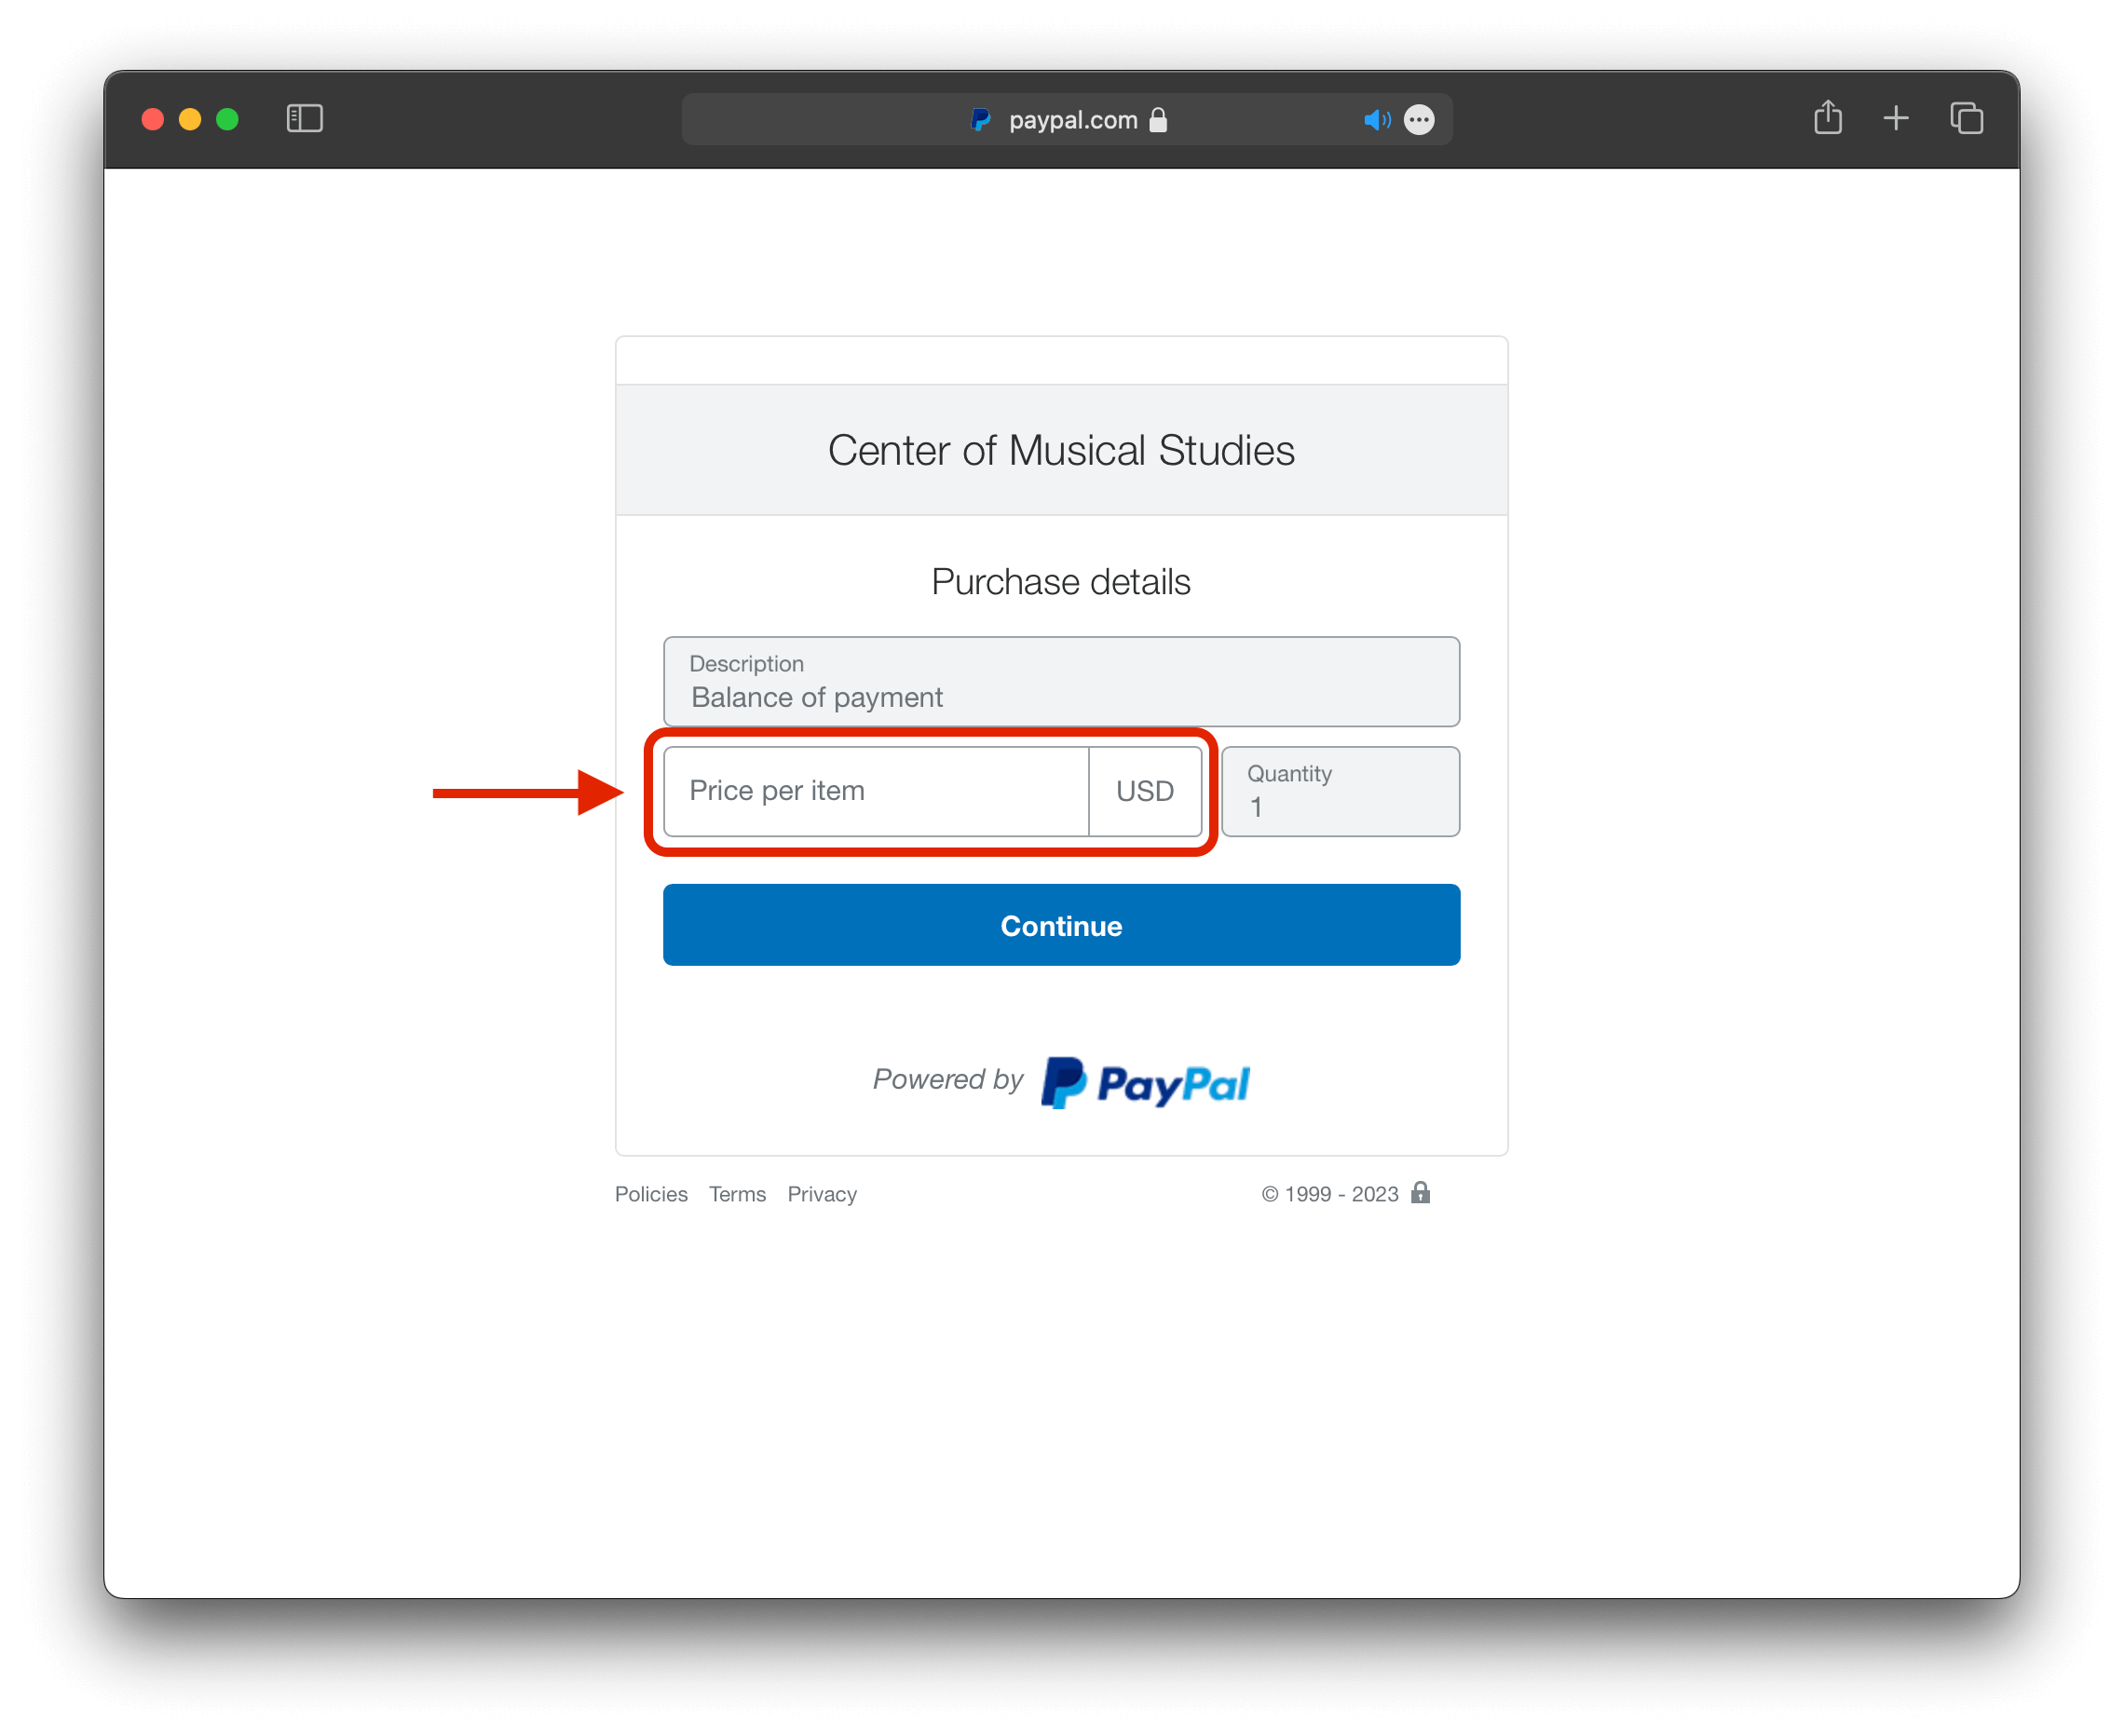 paypal.com
Center of Musical Studies
Purchase details
Description
Balance of payment
Price per item USD
Quantity
1
Continue
Powered by PayPal
Policies Terms Privacy © 1999 - 2023